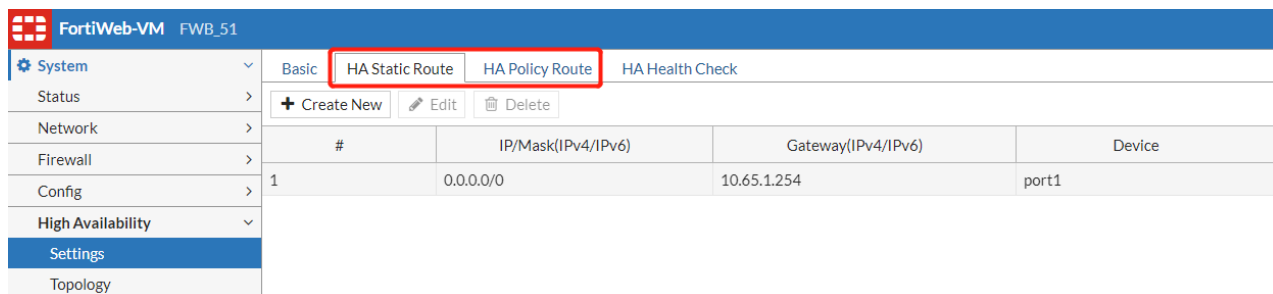 FortiWeb-VM FWB_51
System
Basic HA Static Route HA Policy Route HA Health Check
Status
+ Create New Edit Delete
Network
# IP/Mask(IPv4/IPv6) Gateway(IPv4/IPv6) Device
Firewall
1 0.0.0.0/0 10.65.1.254 port1
Config
High Availability
Settings
Topology